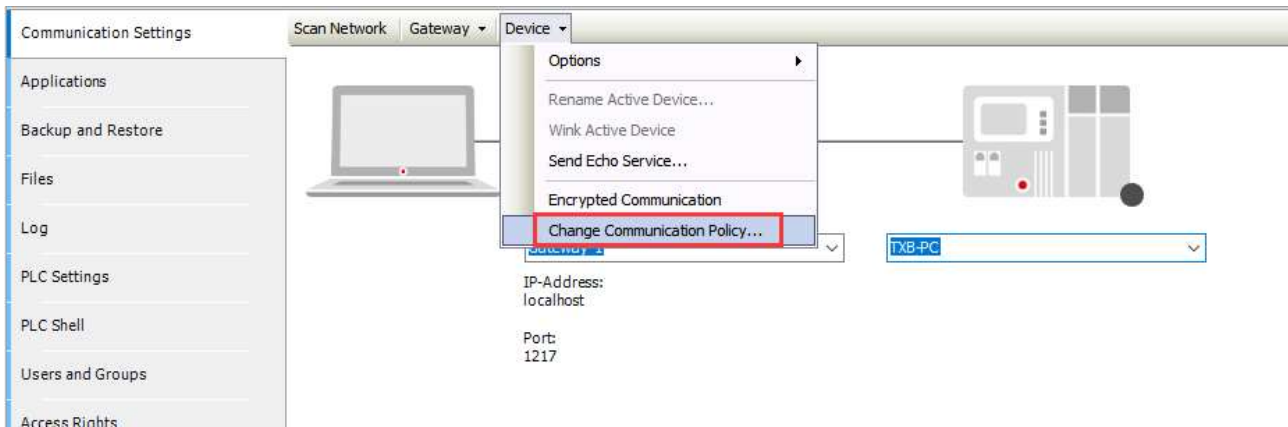 Communication Settings
Applications
Backup and Restore
Files
Log
PLC Settings
PLC Shell
Users and Groups
Access Rights
Scan Network Gateway Device
Options
Rename Active Device...
Wink Active Device
Send Echo Service...
Encrypted Communication
Change Communication Policy...
Gateway-1
TXB-PC
IP-Address:
localhost
Port:
1217